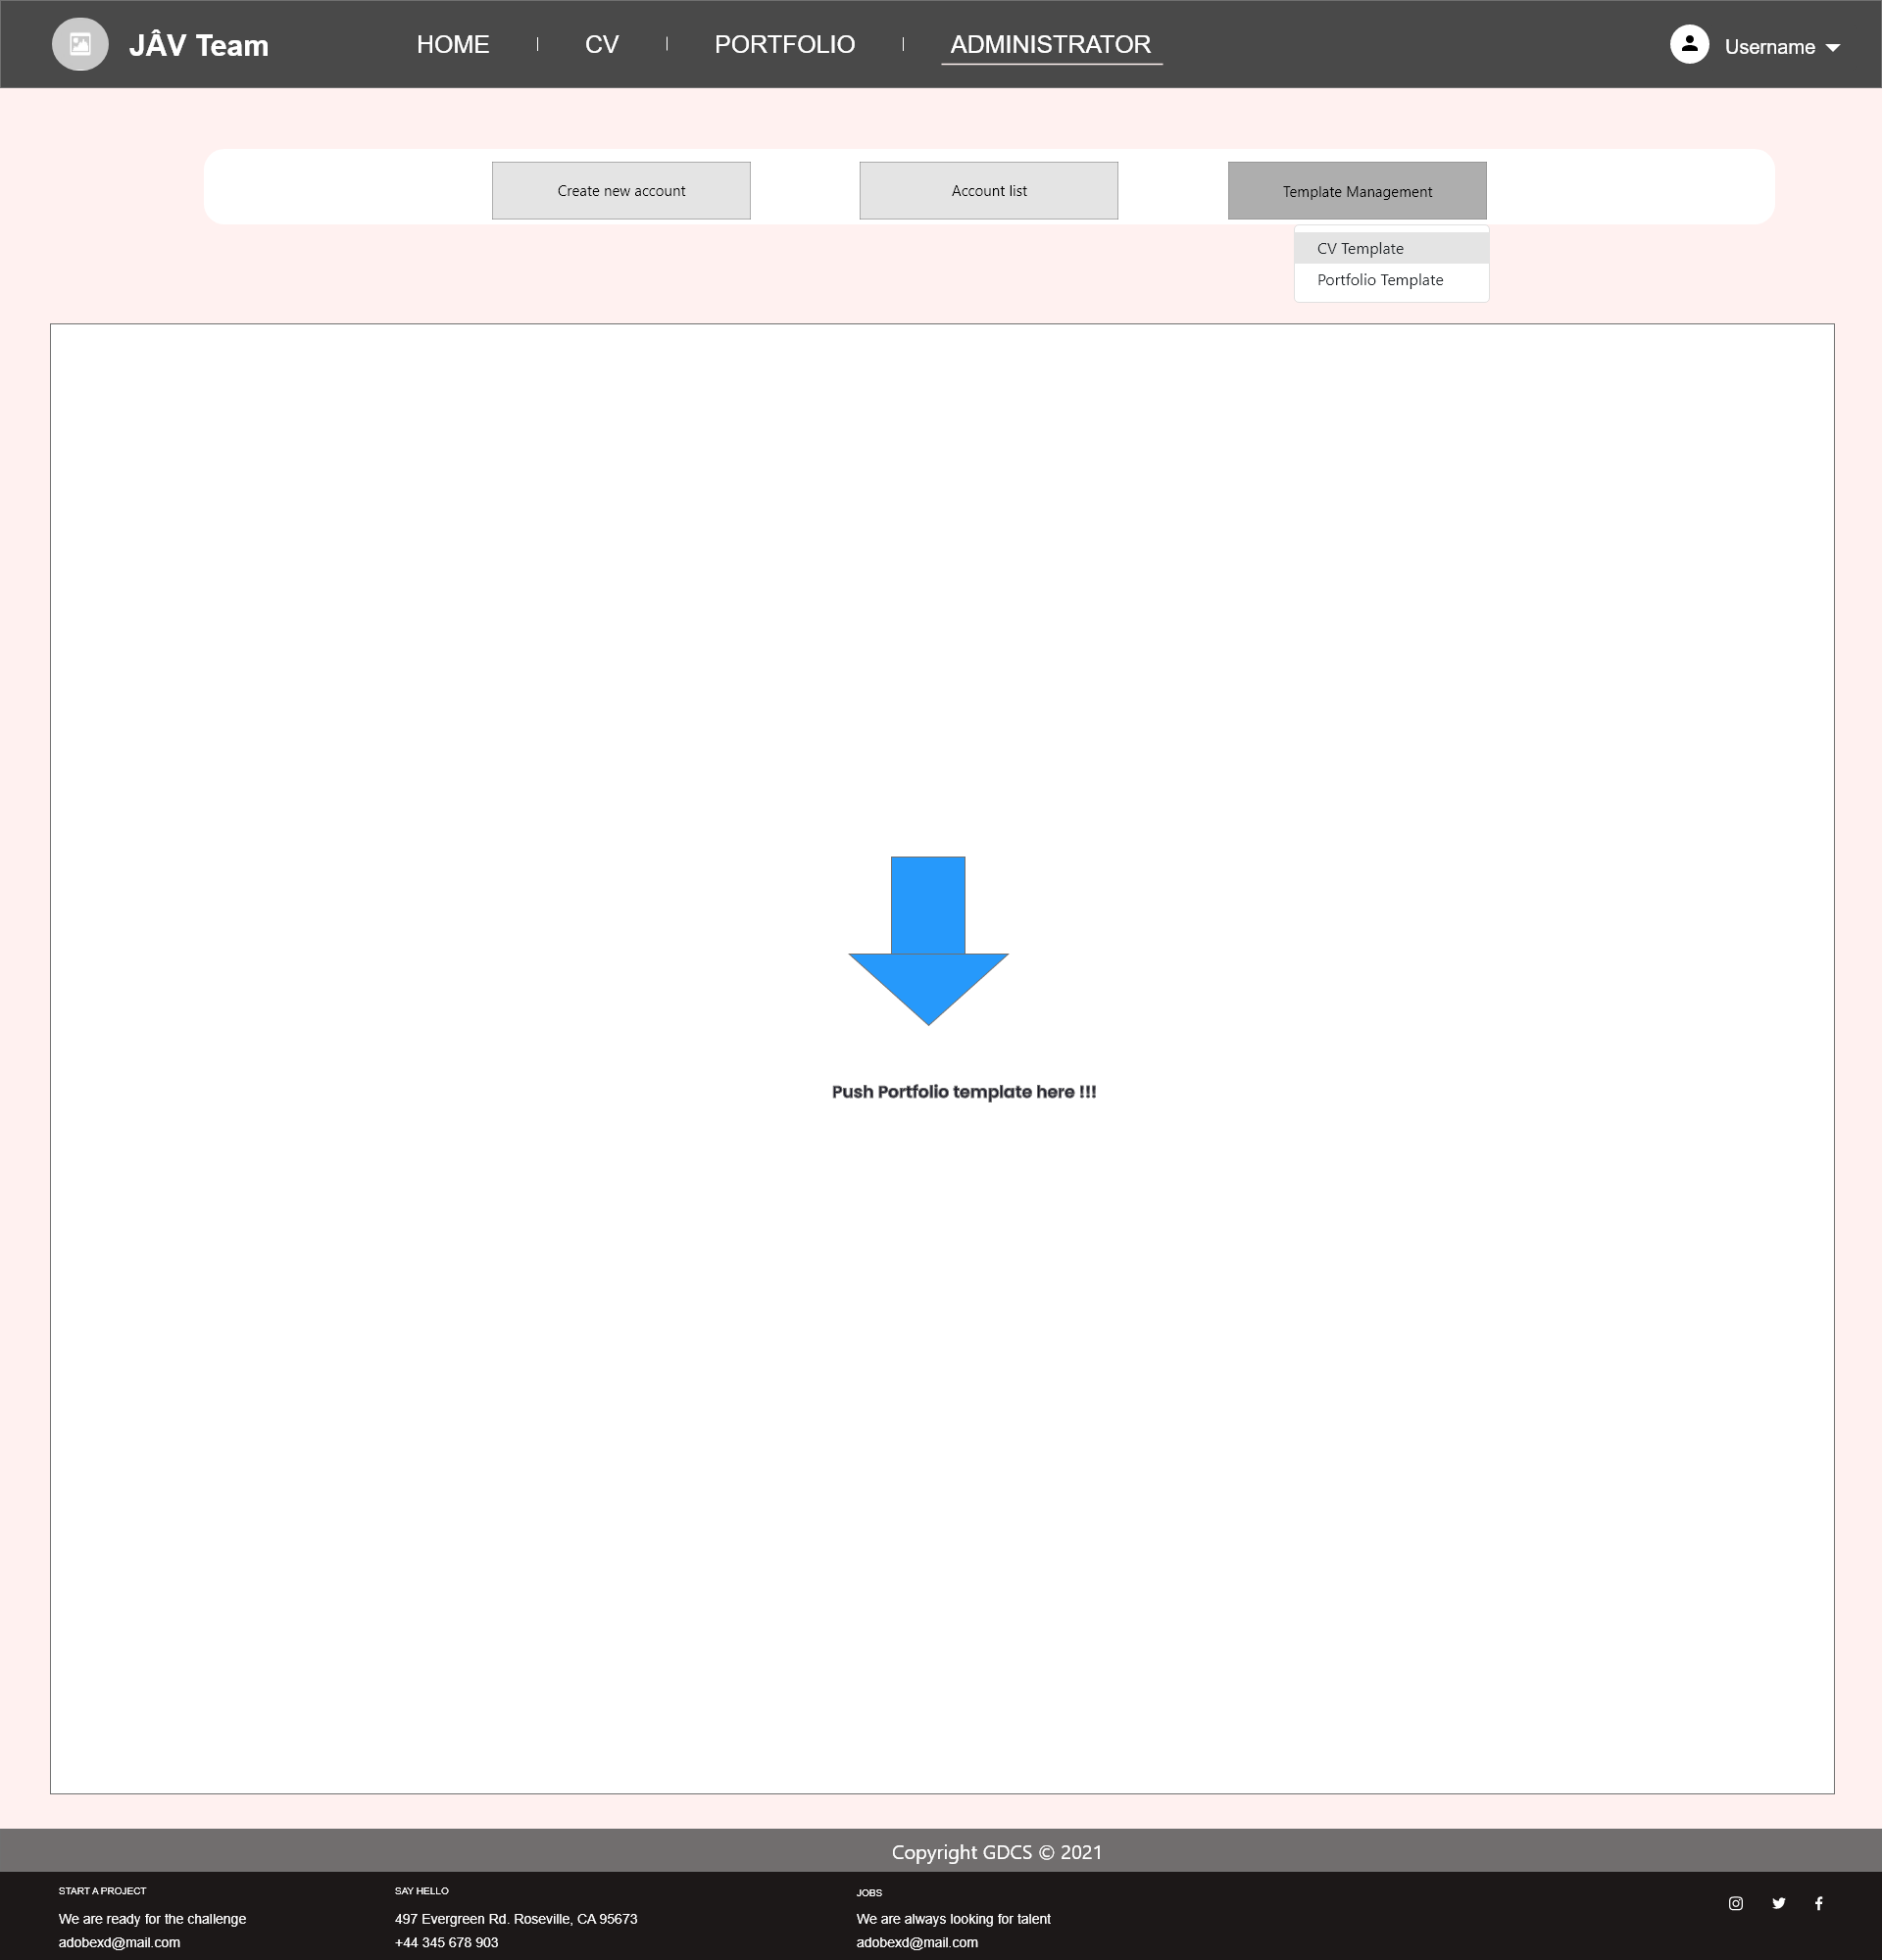 JÂV Team
HOME
CV
PORTFOLIO
ADMINISTRATOR
Username
Create new account
Account list
Template Management
CV Template
Portfolio Template
Push Portfolio template here !!!
Copyright GDCS © 2021
START A PROJECT
We are ready for the challenge
adobexd@mail.com
SAY HELLO
497 Evergreen Rd. Roseville, CA 95673
+44 345 678 903
JOBS
We are always looking for talent
adobexd@mail.com